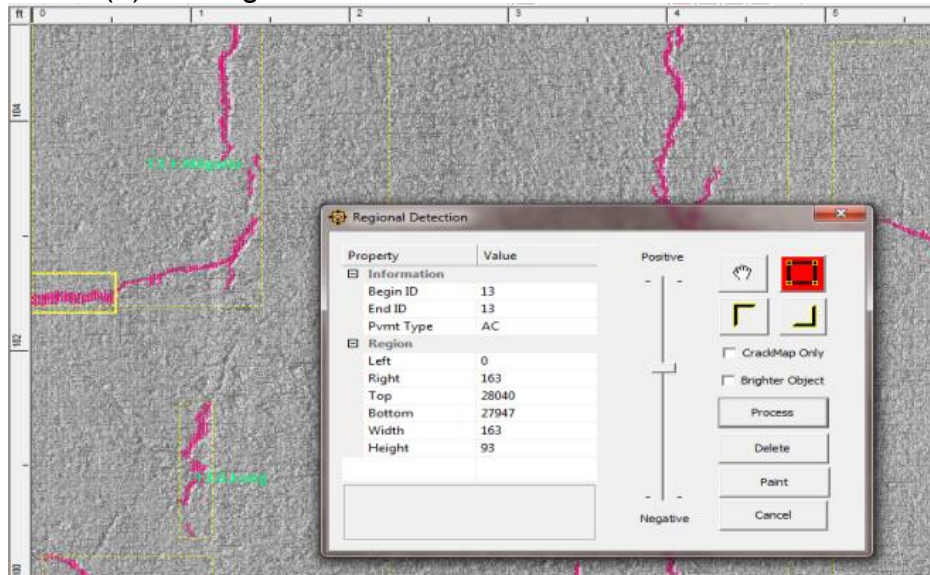 ft 0 1 2 3 4 5
104
102
Regional Detection
Property Value
Information
Begin ID 13
End ID 13
Pvmt Type AC
Region
Left 0
Right 163
Top 28040
Bottom 27947
Width 163
Height 93
Positive
Negative
CrackMap Only
Brighter Object
Process
Delete
Paint
Cancel